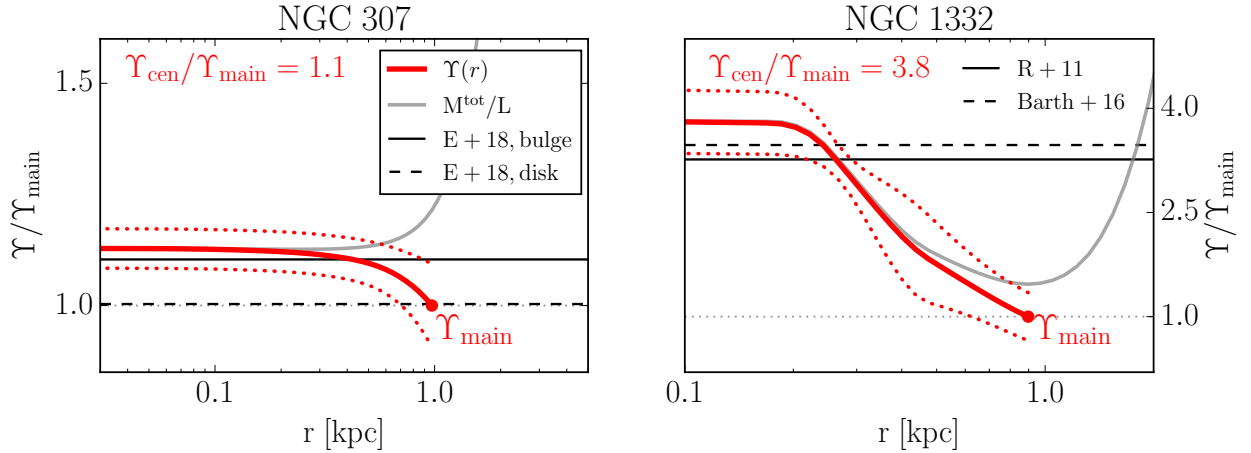 NGC 307
NGC 1332
ϒcen/ϒmain = 1.1
ϒ(r)
M^tot/L
E + 18, bulge
E + 18, disk
ϒmain
ϒ/ϒmain
1.5
1.0
0.1
1.0
r [kpc]
ϒcen/ϒmain = 3.8
R + 11
Barth + 16
ϒmain
4.0
2.5
1.0
ϒ/ϒmain
0.1
1.0
r [kpc]